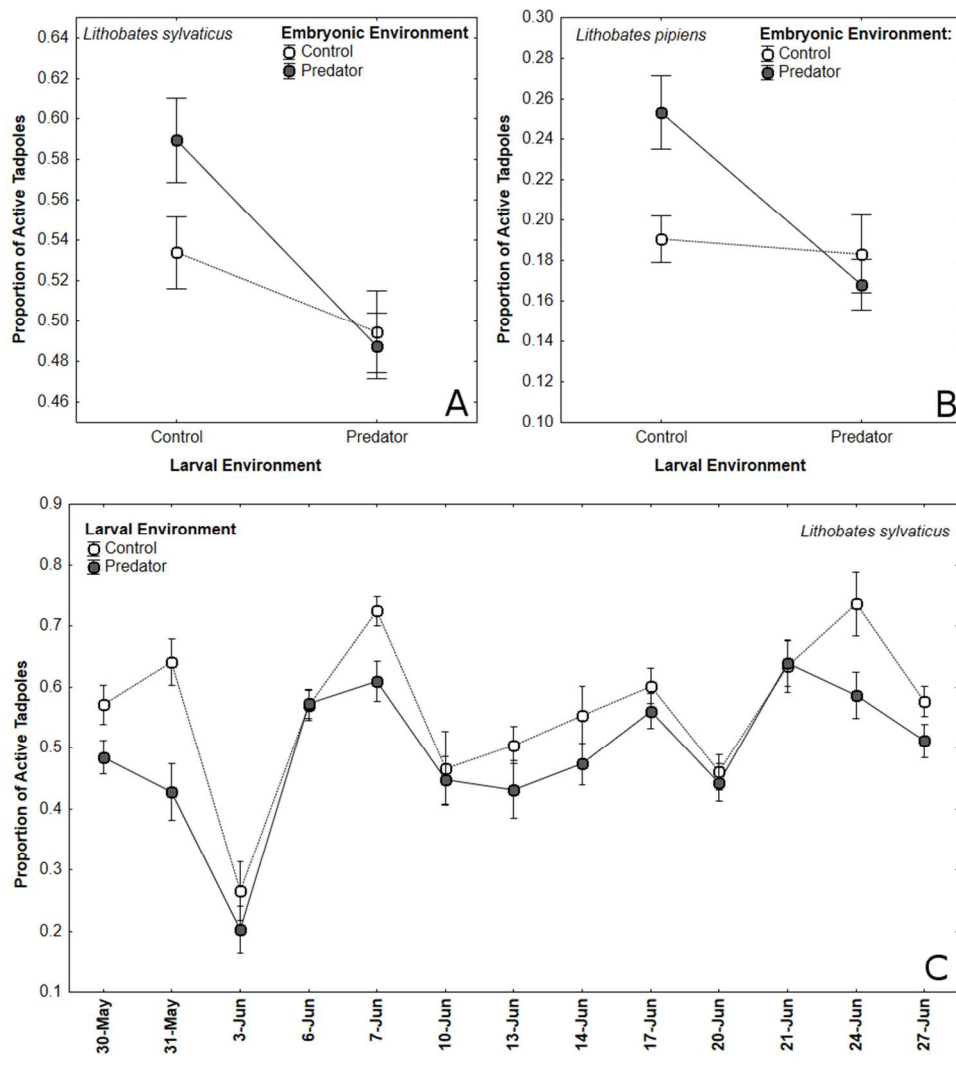 Lithobates sylvaticus
Embryonic Environment
Control
Predator
Proportion of Active Tadpoles
0.64
0.62
0.60
0.58
0.56
0.54
0.52
0.50
0.48
0.46
A
Control Predator
Larval Environment
Lithobates pipiens
Embryonic Environment:
Control
Predator
Proportion of Active Tadpoles
0.30
0.28
0.26
0.24
0.22
0.20
0.18
0.16
0.14
0.12
0.10
B
Control Predator
Larval Environment
Larval Environment
Control
Predator
Lithobates sylvaticus
Proportion of Active Tadpoles
0.9
0.8
0.7
0.6
0.5
0.4
0.3
0.2
0.1
C
30-May 31-May 3-Jun 6-Jun 7-Jun 10-Jun 13-Jun 14-Jun 17-Jun 20-Jun 21-Jun 24-Jun 27-Jun